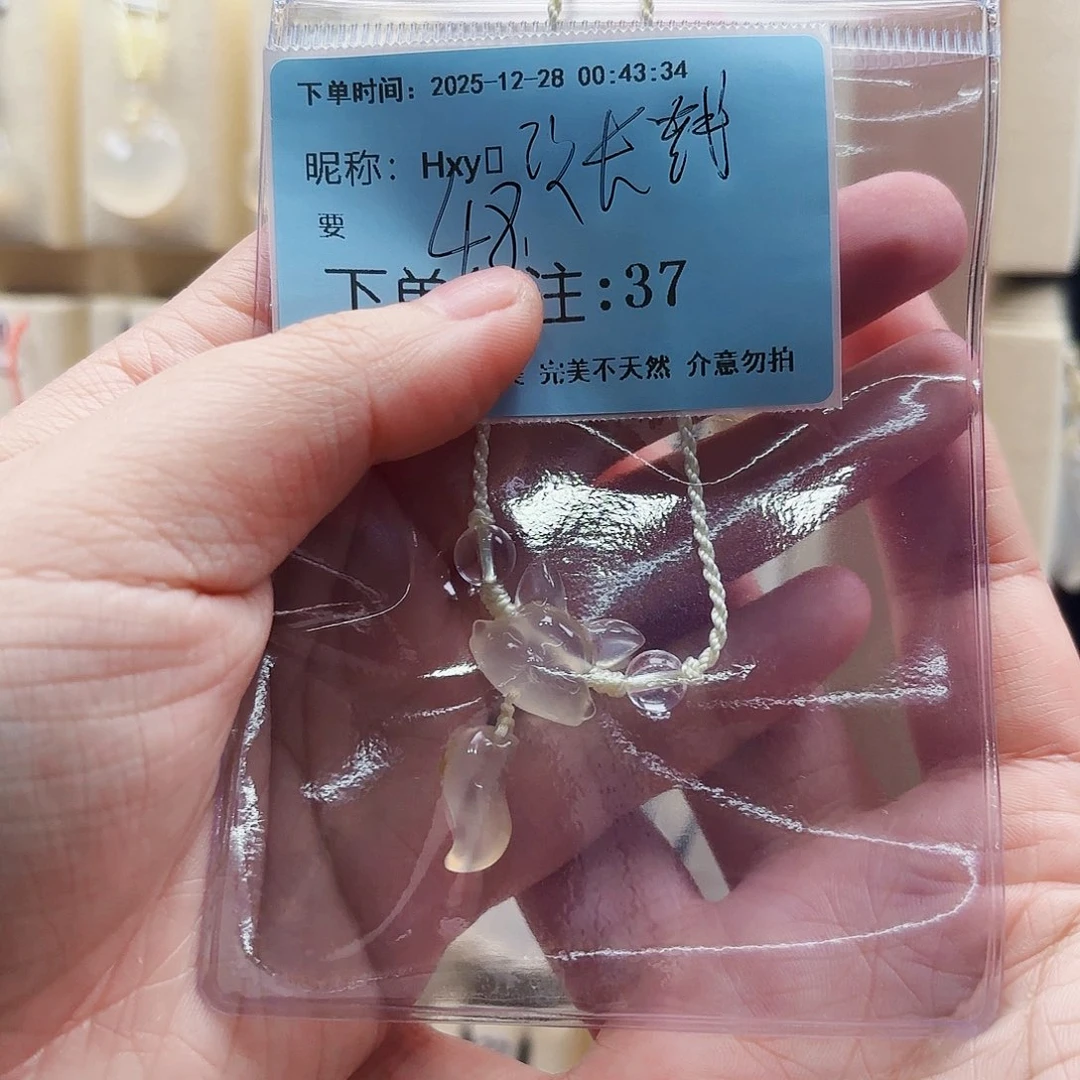 下单时间：2025-12-28 00:43:34
昵称：Hxy□ 改长
要 48
下单 注:37
完美不天然 介意勿拍